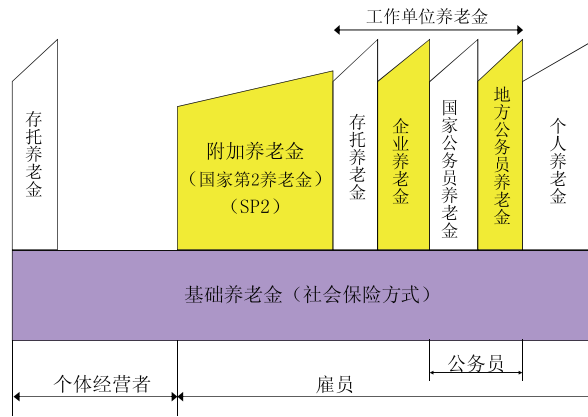 工作单位养老金
存托养老金
附加养老金
（国家第2养老金）
（SP2）
存托养老金
企业养老金
国家公务员养老金
地方公务员养老金
个人养老金
基础养老金（社会保险方式）
公务员
个体经营者
雇员